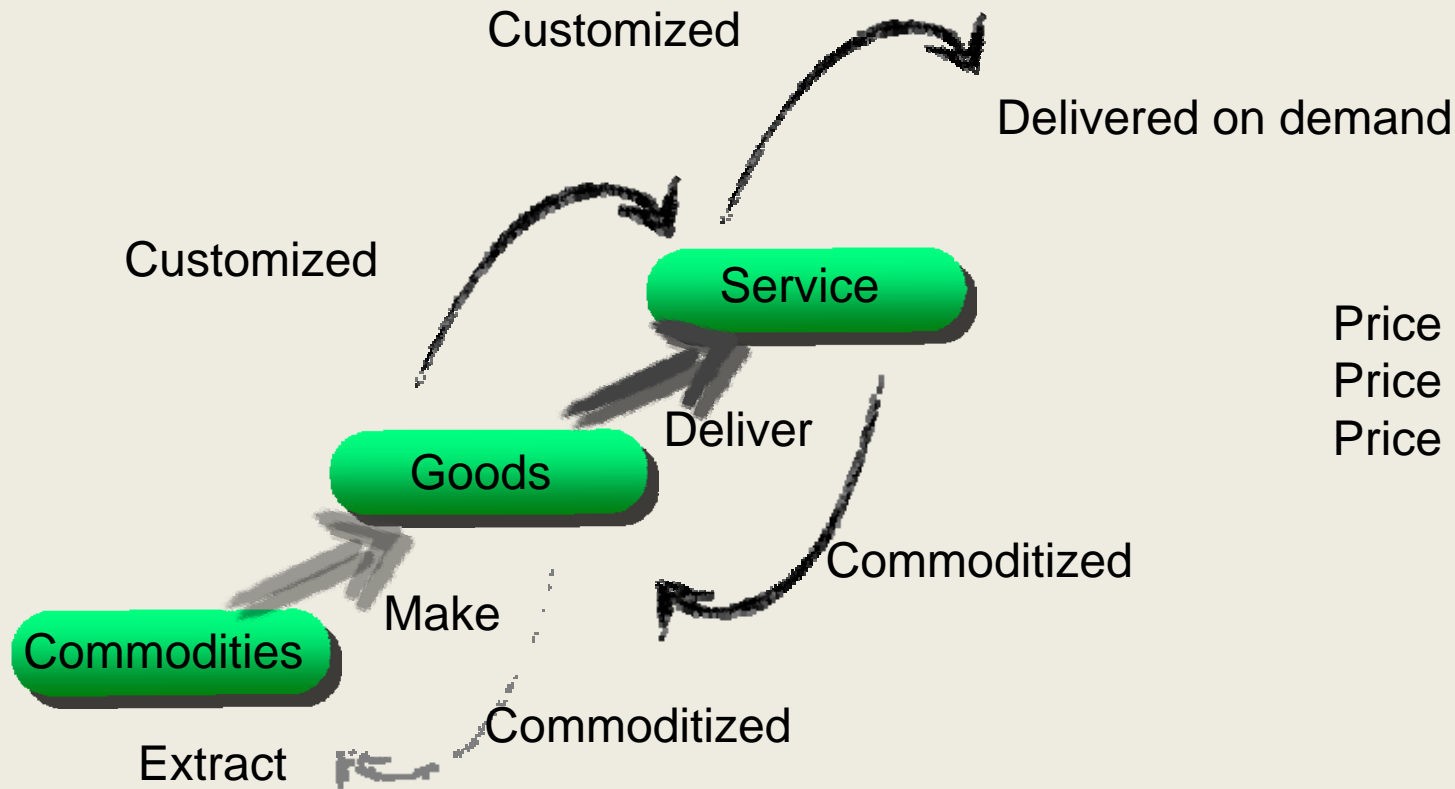 Customized
Delivered on demand
Customized
Service
Price
Price
Price
Deliver
Goods
Commoditized
Make
Commodities
Commoditized
Extract